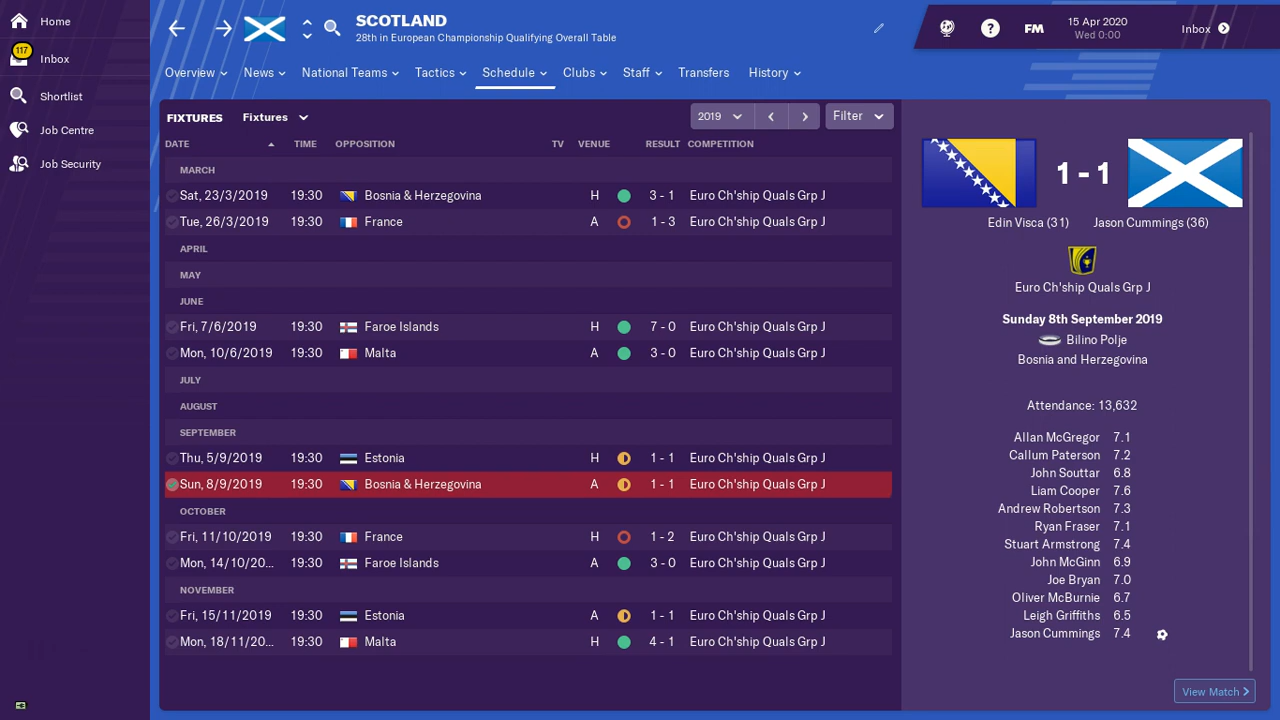 Home
117
Inbox
Shortlist
Job Centre
Job Security
SCOTLAND
28th in European Championship Qualifying Overall Table
? FM 15 Apr 2020
Wed 0:00
Inbox
Overview News National Teams Tactics Schedule Clubs Staff Transfers History
FIXTURES Fixtures 2019 Filter
DATE TIME OPPOSITION TV VENUE RESULT COMPETITION
MARCH
Sat, 23/3/2019 19:30 Bosnia & Herzegovina H 3 - 1 Euro Ch'ship Quals Grp J
Tue, 26/3/2019 19:30 France A 1 - 3 Euro Ch'ship Quals Grp J
APRIL
MAY
JUNE
Fri, 7/6/2019 19:30 Faroe Islands H 7 - 0 Euro Ch'ship Quals Grp J
Mon, 10/6/2019 19:30 Malta A 3 - 0 Euro Ch'ship Quals Grp J
JULY
AUGUST
SEPTEMBER
Thu, 5/9/2019 19:30 Estonia H 1 - 1 Euro Ch'ship Quals Grp J
Sun, 8/9/2019 19:30 Bosnia & Herzegovina A 1 - 1 Euro Ch'ship Quals Grp J
OCTOBER
Fri, 11/10/2019 19:30 France H 1 - 2 Euro Ch'ship Quals Grp J
Mon, 14/10/20... 19:30 Faroe Islands A 3 - 0 Euro Ch'ship Quals Grp J
NOVEMBER
Fri, 15/11/2019 19:30 Estonia A 1 - 1 Euro Ch'ship Quals Grp J
Mon, 18/11/20... 19:30 Malta H 4 - 1 Euro Ch'ship Quals Grp J
1 - 1
Edin Visca (31) Jason Cummings (36)
Euro Ch'ship Quals Grp J
Sunday 8th September 2019
Bilino Polje
Bosnia and Herzegovina
Attendance: 13,632
Allan McGregor 7.1
Callum Paterson 7.2
John Souttar 6.8
Liam Cooper 7.6
Andrew Robertson 7.3
Ryan Fraser 7.1
Stuart Armstrong 7.4
John McGinn 6.9
Joe Bryan 7.0
Oliver McBurnie 6.7
Leigh Griffiths 6.5
Jason Cummings 7.4
View Match